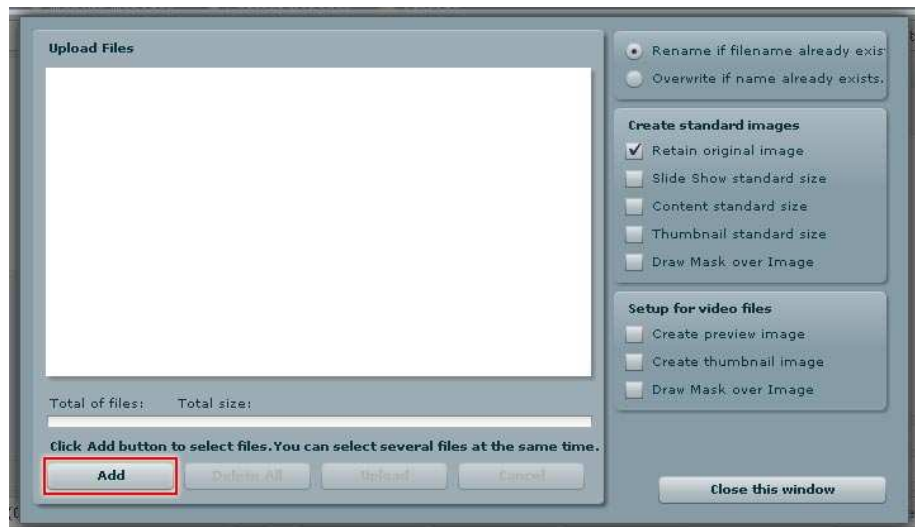 Upload Files
Total of files: Total size:
Click Add button to select files. You can select several files at the same time.
Add Delete All Upload Cancel
Rename if filename already exis
Overwrite if name already exists.
Create standard images
Retain original image
Slide Show standard size
Content standard size
Thumbnail standard size
Draw Mask over Image
Setup for video files
Create preview image
Create thumbnail image
Draw Mask over Image
Close this window